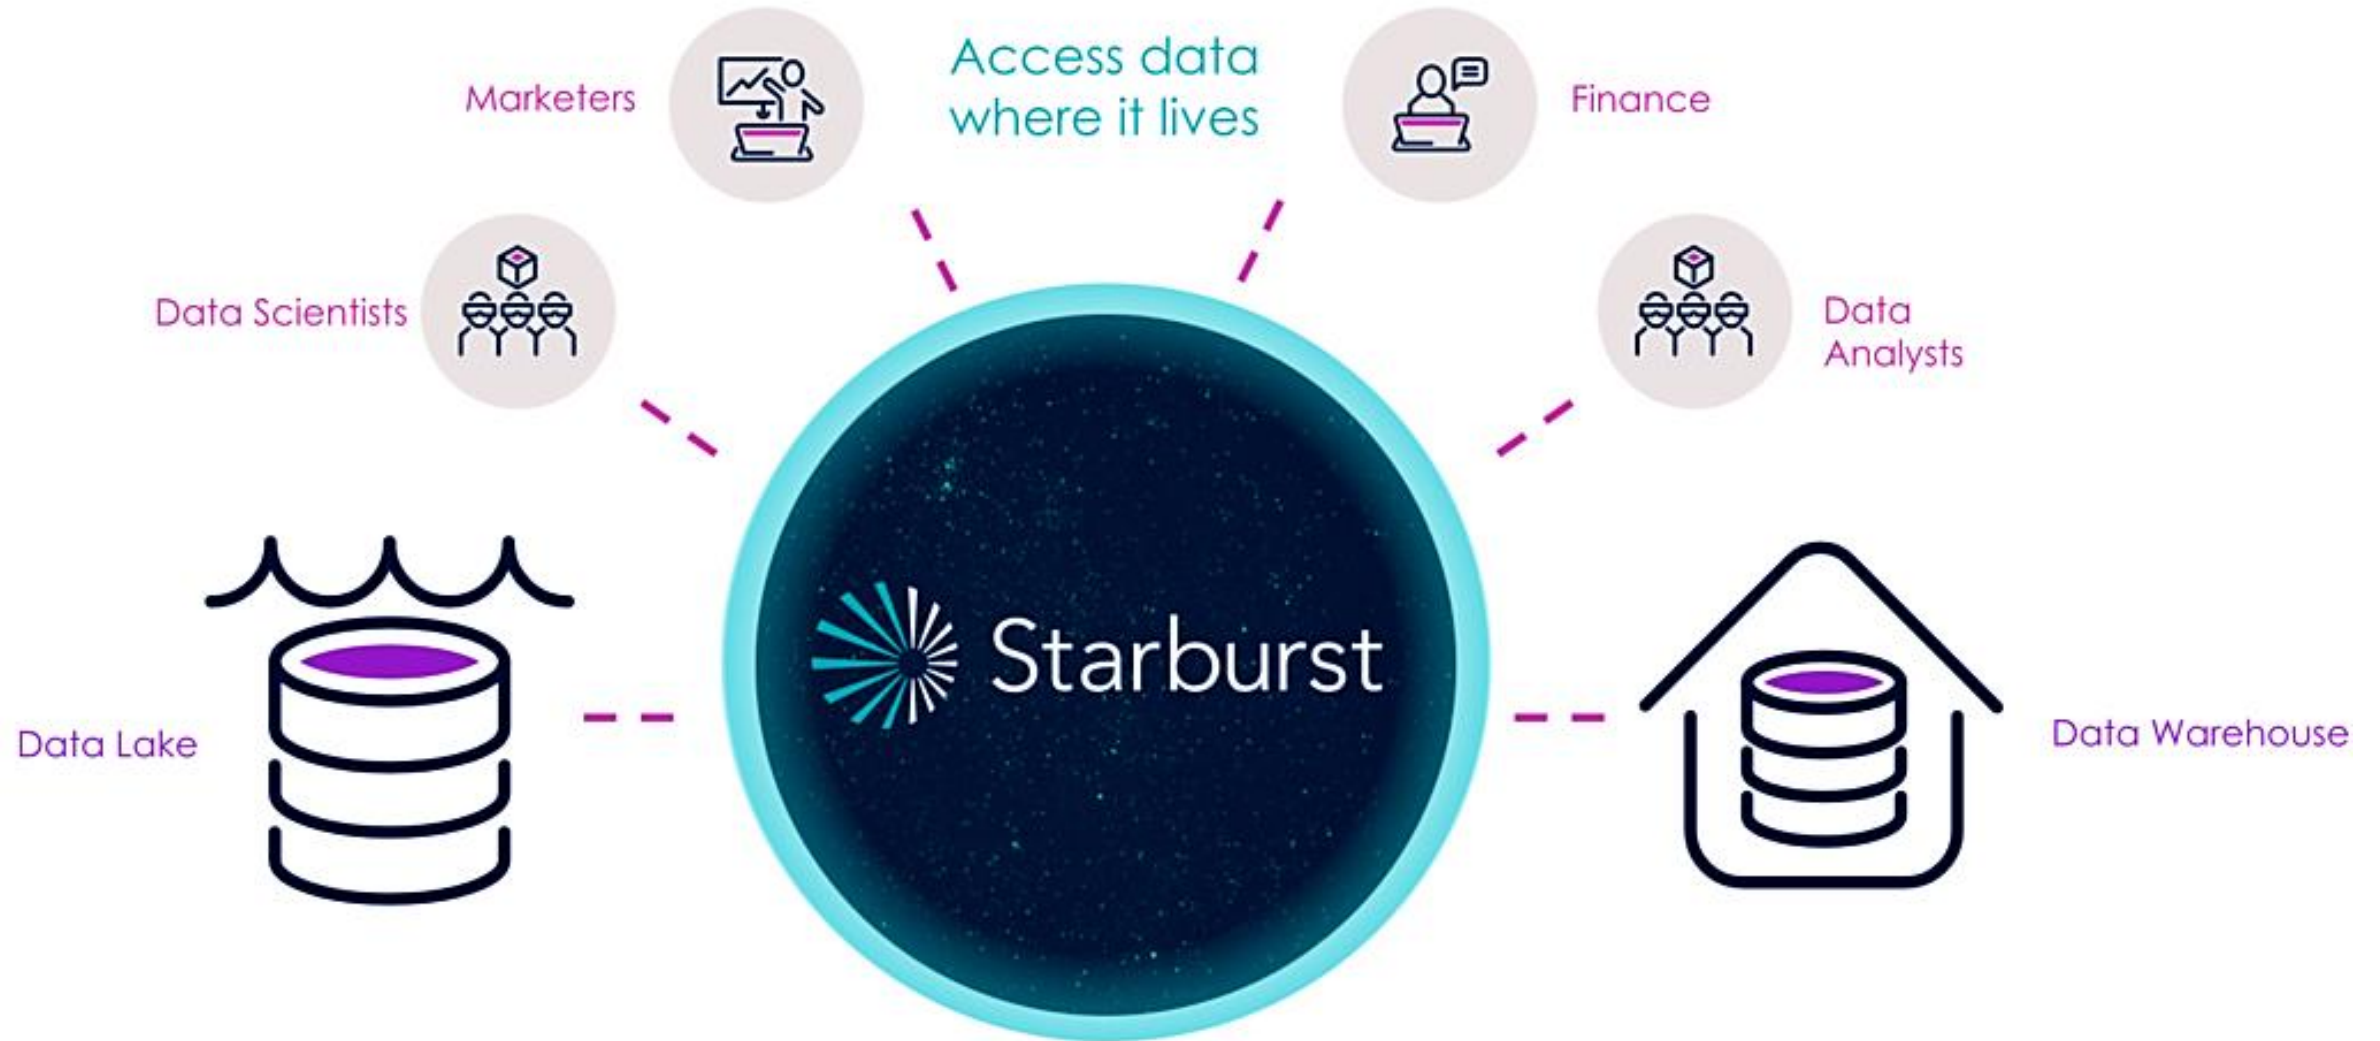 Access data
where it lives
Marketers
Finance
Data Scientists
Data
Analysts
Starburst
Data Lake
Data Warehouse